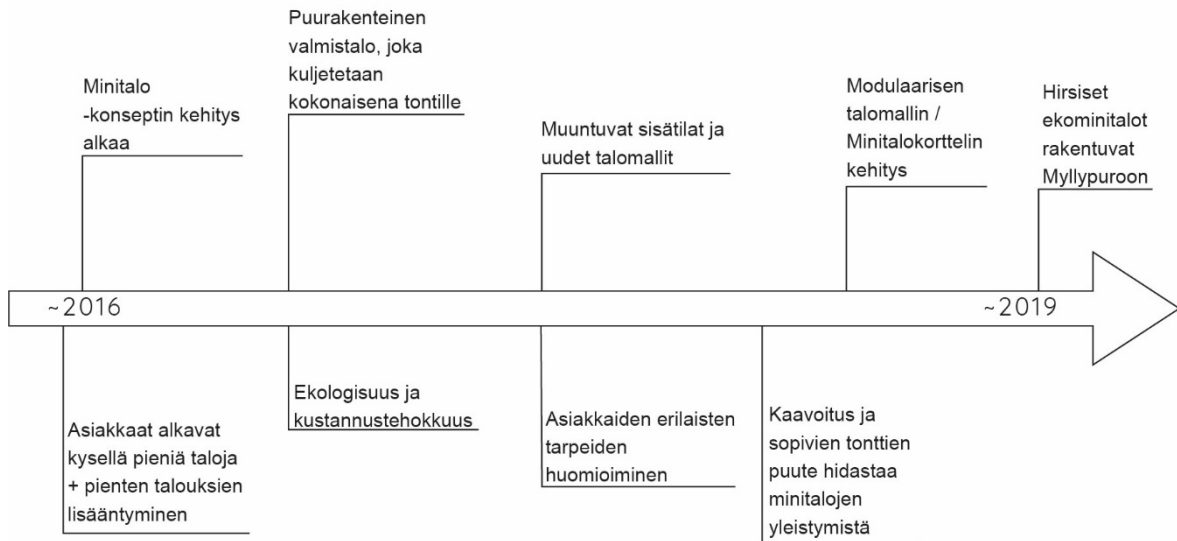 Minitalo
-konseptin kehitys
alkaa
Puurakenteinen
valmistalo, joka
kuljetetaan
kokonaisena tontille
Muuntuvat sisätilat ja
uudet talomallit
Modulaarisen
talomallin /
Minitalokorttelin
kehitys
Hirsiset
ekominitalot
rakentuvat
Myllypuroon
~2016
~2019
Asiakkaat alkavat
kysellä pieniä taloja
+ pienten talouksien
lisääntyminen
Ekologisuus ja
kustannustehokkuus
Asiakkaiden erilaisten
tarpeiden
huomioiminen
Kaavoitus ja
sopivien tonttien
puute hidastaa
minitalojen
yleistymistä